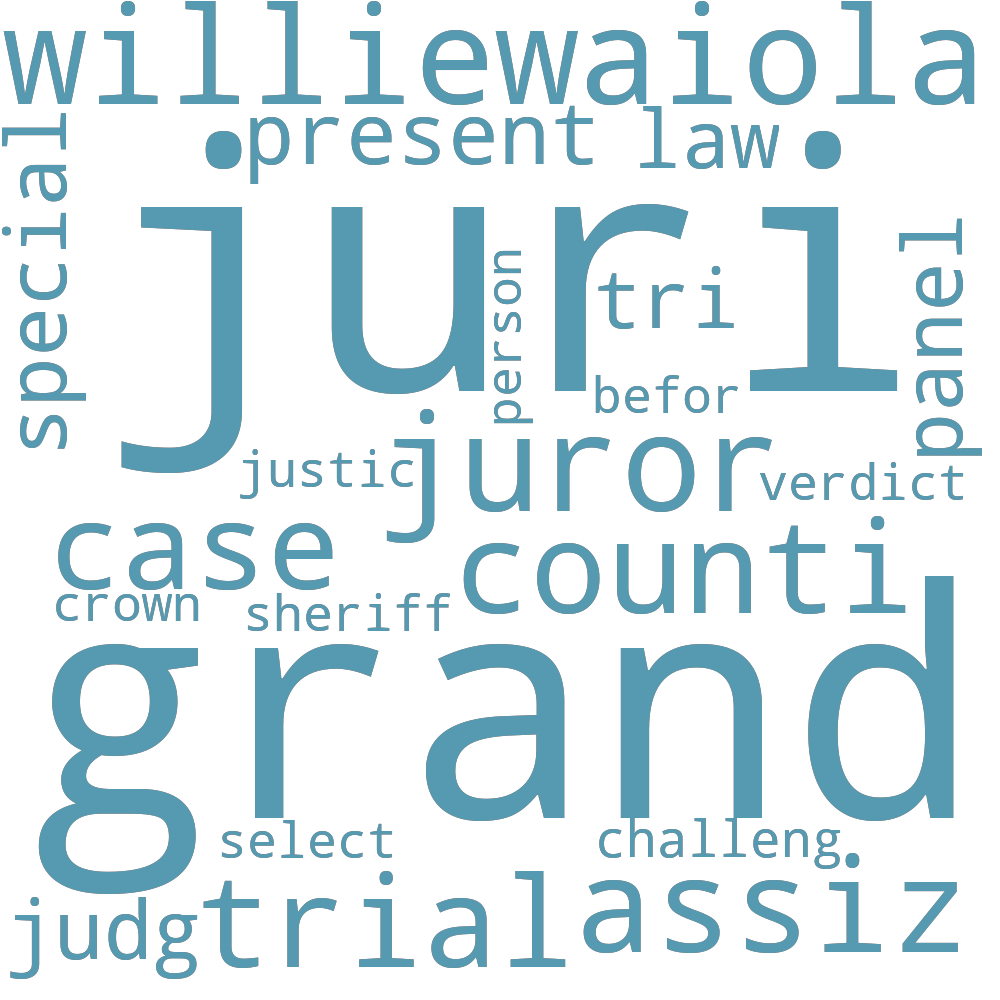 williewaiola
present law
special
juri
panel
person
tri
befor
juror
justic
verdict
case
counti
crown
sheriff
grand
select
challeng
judg
trial
assiz